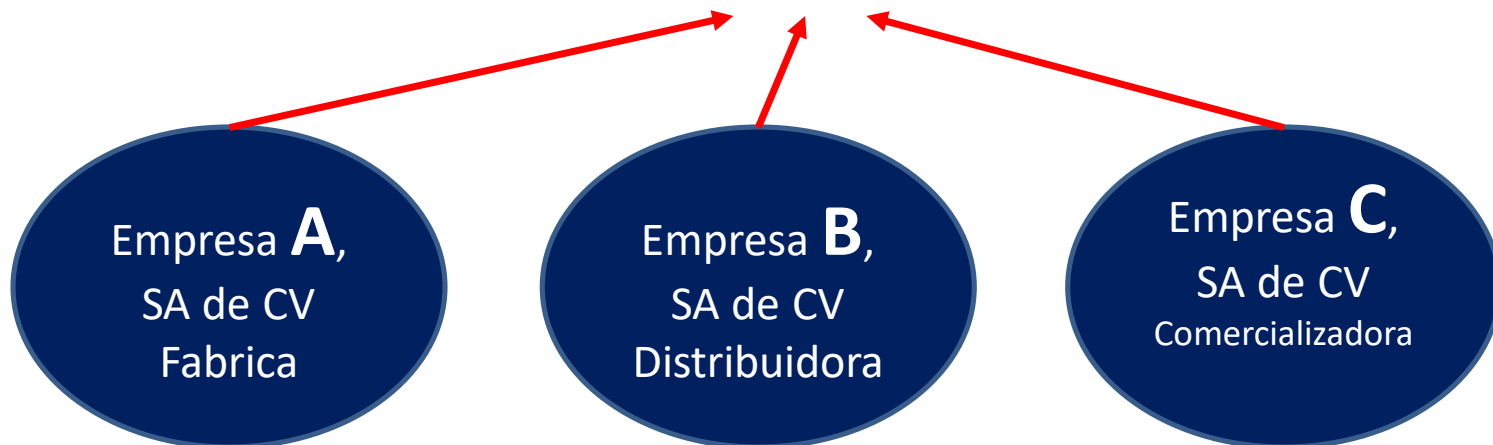 Empresa A,
SA de CV
Fabrica
Empresa B,
SA de CV
Distribuidora
Empresa C,
SA de CV
Comercializadora